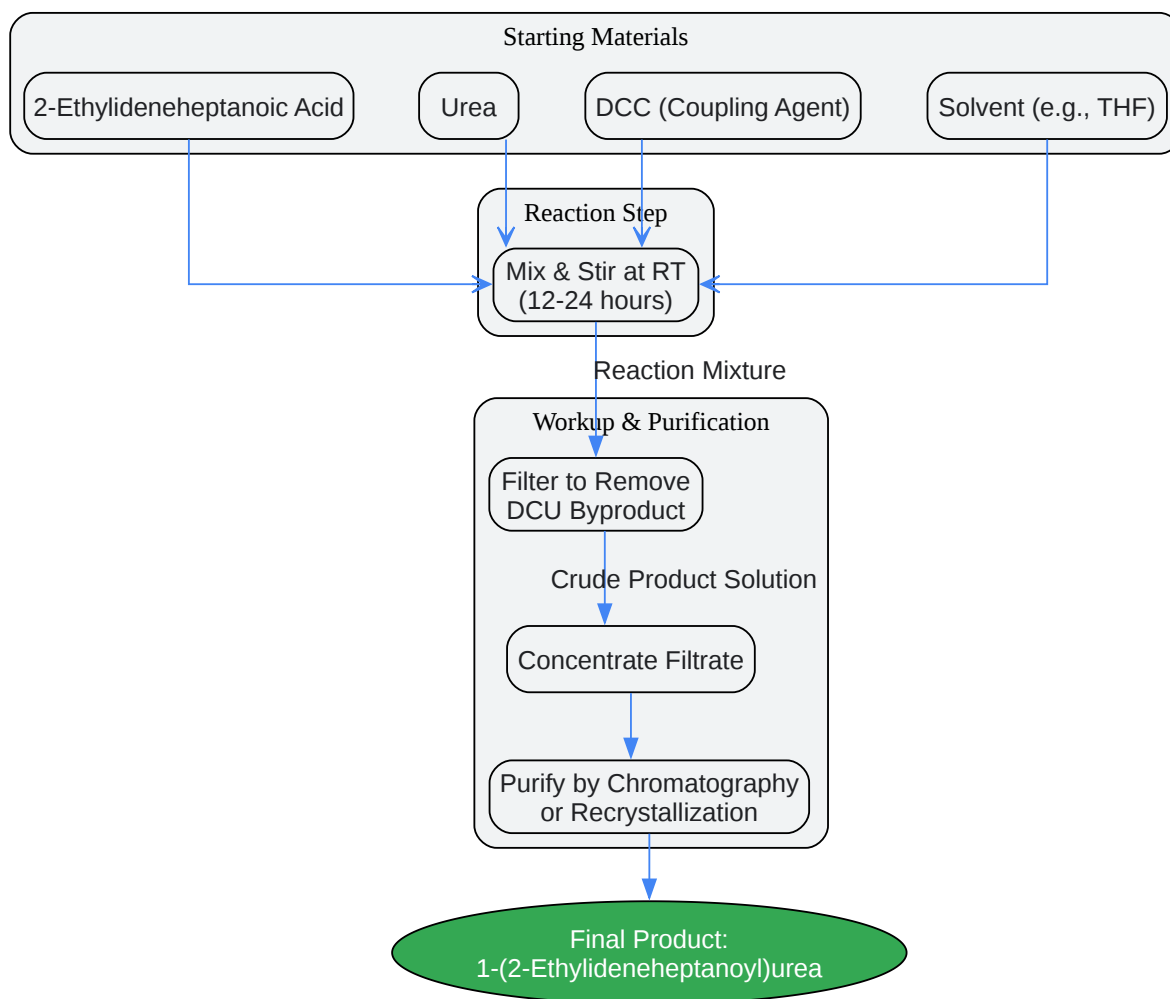 Starting Materials
2-Ethylideneheptanoic Acid
Urea
DCC (Coupling Agent)
Solvent (e.g., THF)
Reaction Step
Mix & Stir at RT
(12-24 hours)
Reaction Mixture
Workup & Purification
Filter to Remove
DCU Byproduct
Crude Product Solution
Concentrate Filtrate
Purify by Chromatography
or Recrystallization
Final Product:
1-(2-Ethylideneheptanoyl)urea